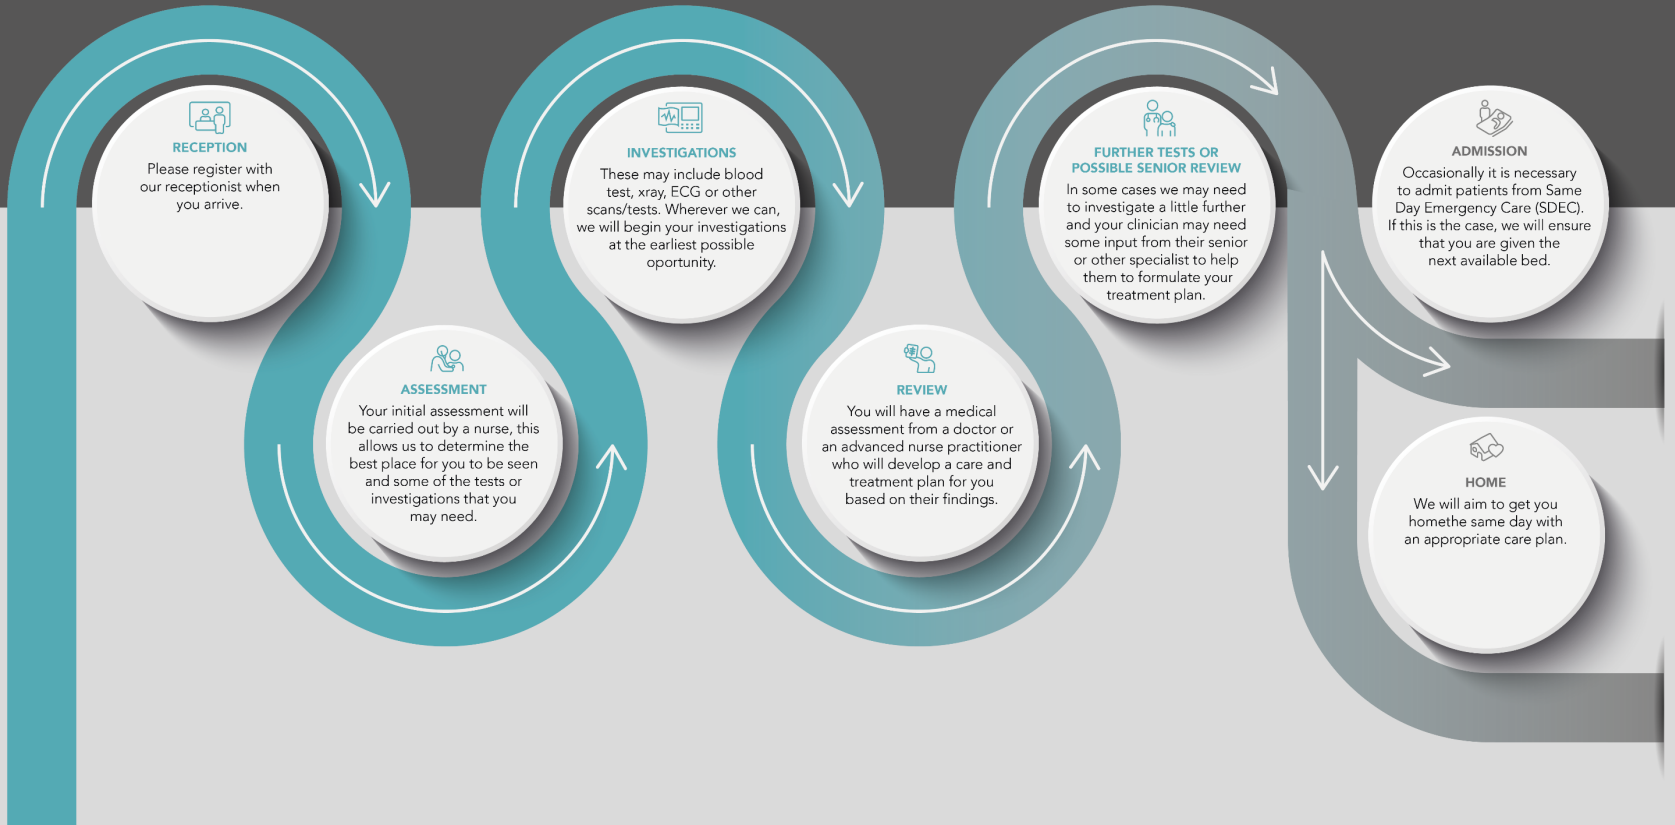 RECEPTION
Please register with
our receptionist when
you arrive.
ASSESSMENT
Your initial assessment will
be carried out by a nurse, this
allows us to determine the
best place for you to be seen
and some of the tests or
investigations that you
may need.
INVESTIGATIONS
These may include blood
test, xray, ECG or other
scans/tests. Wherever we can,
we will begin your investigations
at the earliest possible
oportunity.
REVIEW
You will have a medical
assessment from a doctor or
an advanced nurse practitioner
who will develop a care and
treatment plan for you
based on their findings.
FURTHER TESTS OR
POSSIBLE SENIOR REVIEW
In some cases we may need
to investigate a little further
and your clinician may need
some input from their senior
or other specialist to help
them to formulate your
treatment plan.
ADMISSION
Occasionally it is necessary
to admit patients from Same
Day Emergency Care (SDEC).
If this is the case, we will ensure
that you are given the
next available bed.
HOME
We will aim to get you
homethe same day with
an appropriate care plan.